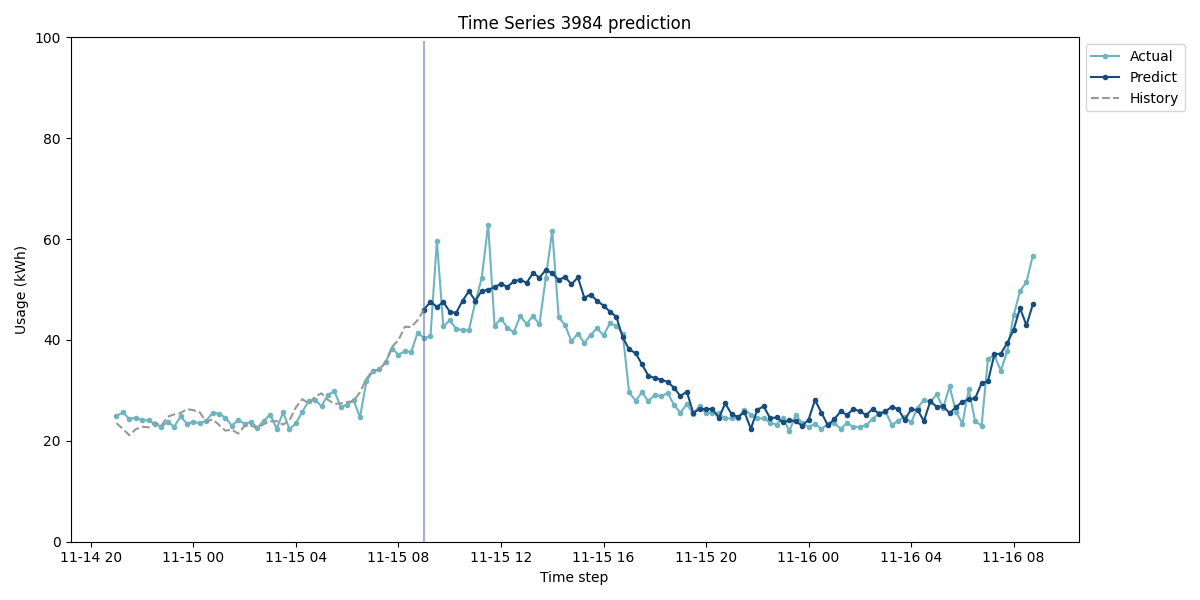 Time Series 3984 prediction
100
80
60
40
20
0
Usage (kWh)
11-14 20
11-15 00
11-15 04
11-15 08
11-15 12
11-15 16
11-15 20
11-16 00
11-16 04
11-16 08
Time step
Actual
Predict
History